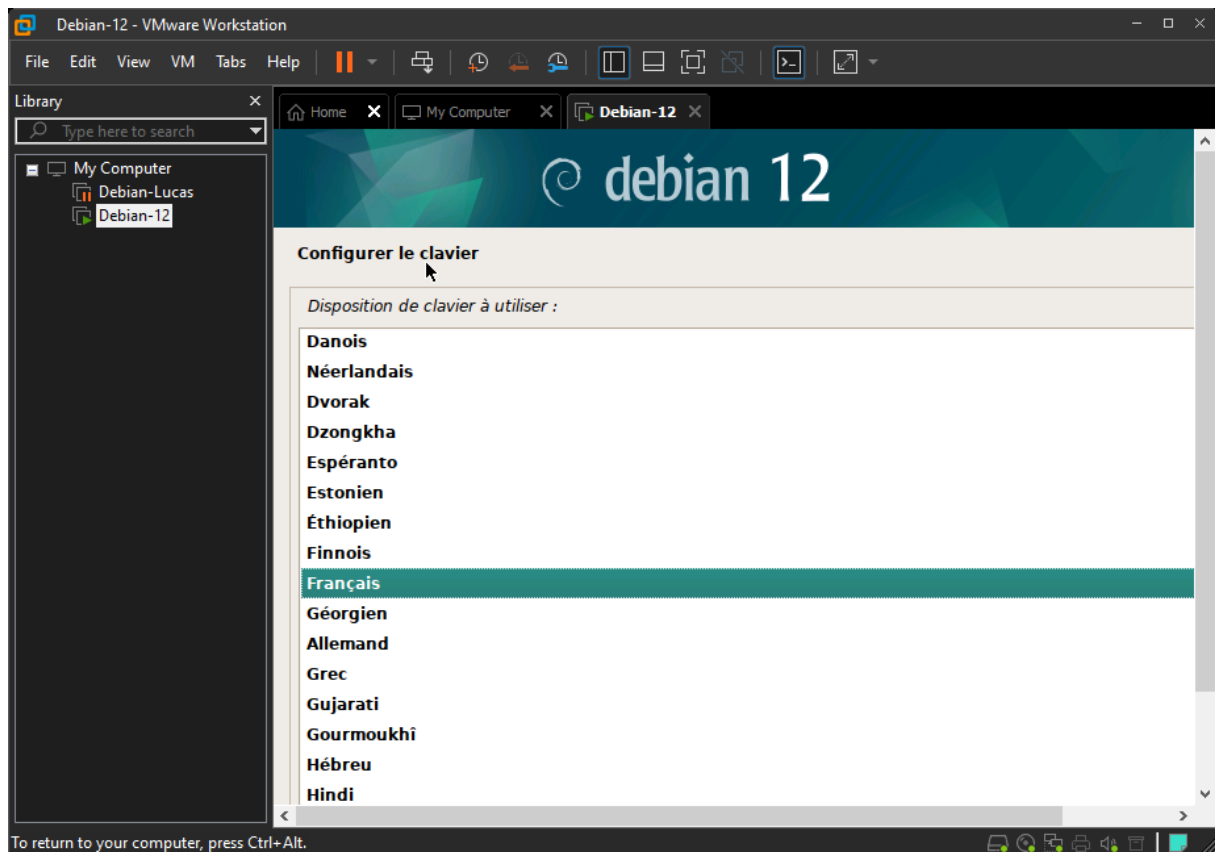 Debian-12 - VMware Workstation
File Edit View VM Tabs Help
Library
Type here to search
My Computer
Debian-Lucas
Debian-12
Home My Computer Debian-12
debian 12
Configurer le clavier
Disposition de clavier à utiliser :
Danois
Néerlandais
Dvorak
Dzongkha
Espéranto
Estonien
Éthiopien
Finnois
Français
Géorgien
Allemand
Grec
Gujarati
Gourmoukhî
Hébreu
Hindi
To return to your computer, press Ctrl+Alt.